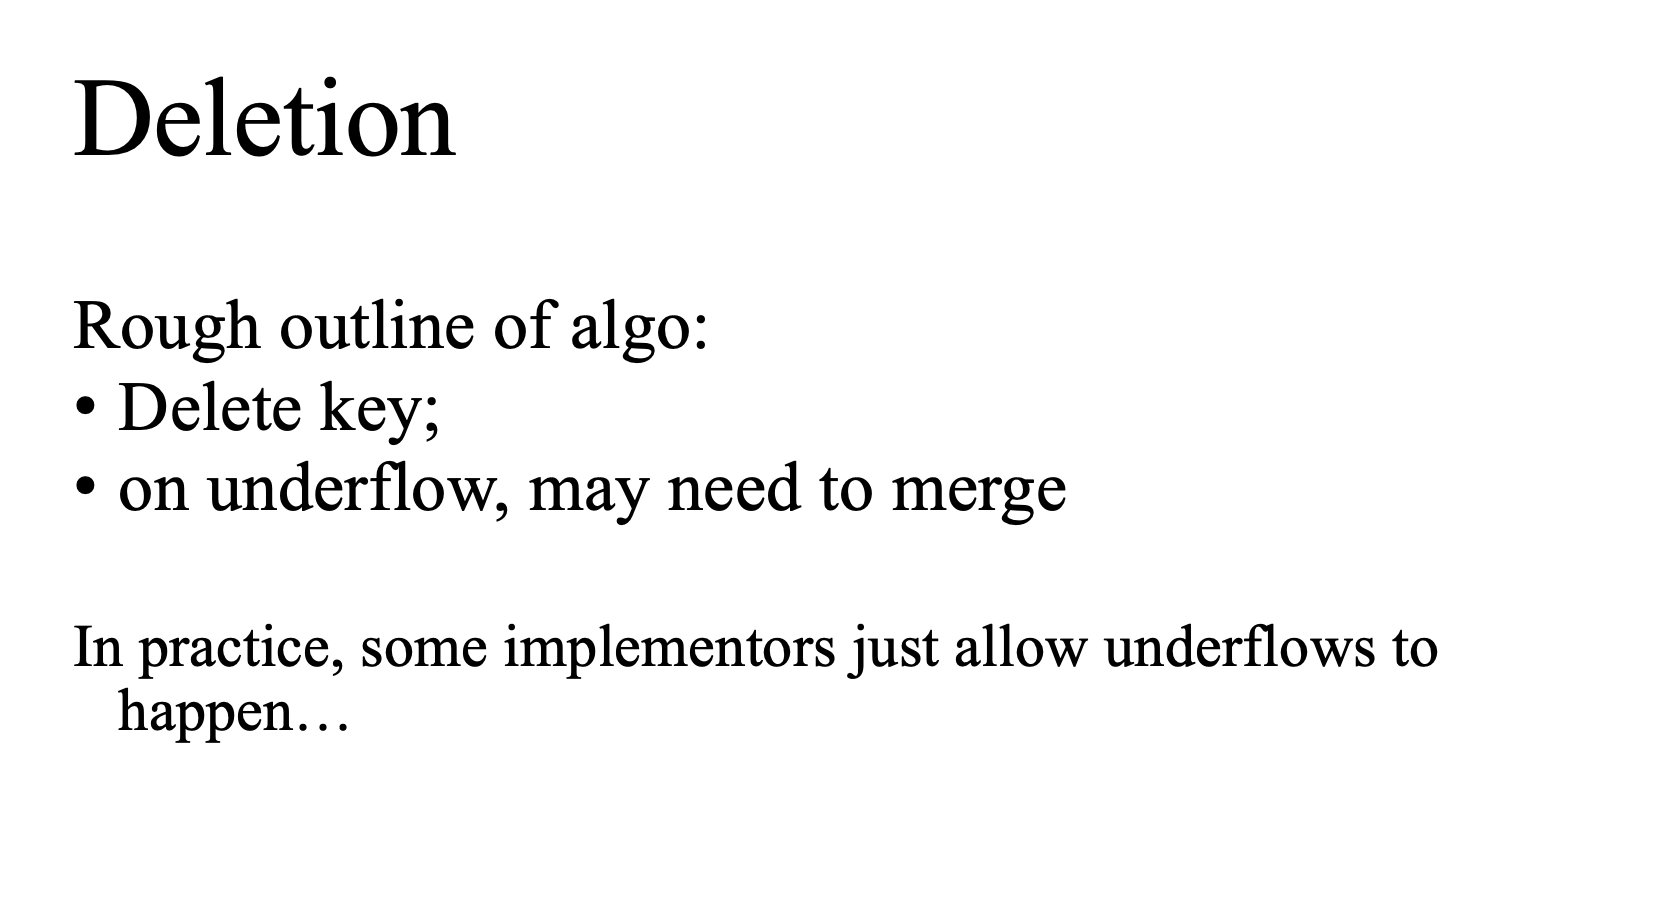 Deletion
Rough outline of algo:
• Delete key;
• on underflow, may need to merge
In practice, some implementors just allow underflows to
happen…